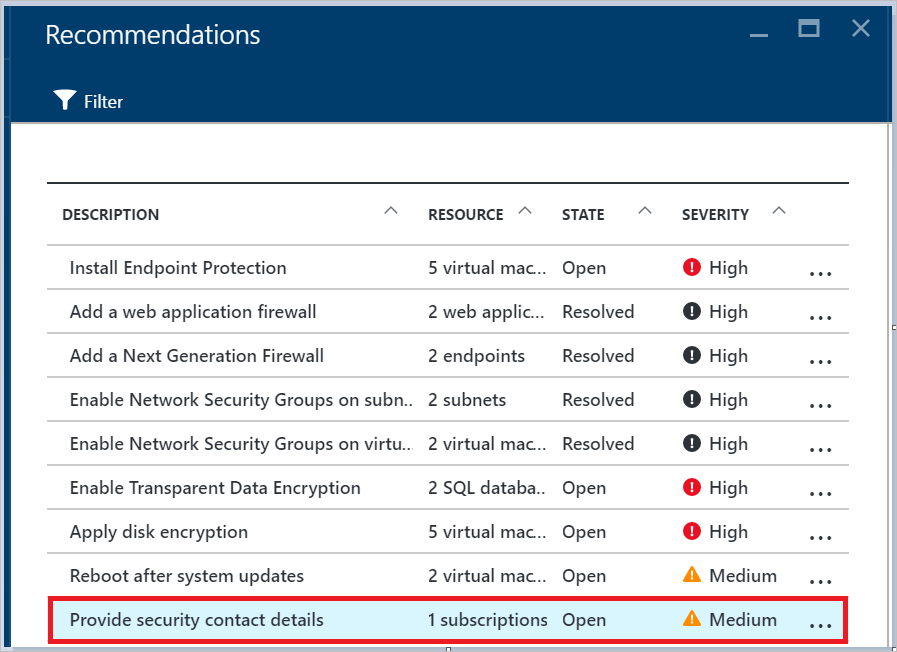 Recommendations
Filter
DESCRIPTION RESOURCE STATE SEVERITY
Install Endpoint Protection 5 virtual mac... Open High ...
Add a web application firewall 2 web applic... Resolved High ...
Add a Next Generation Firewall 2 endpoints Resolved High ...
Enable Network Security Groups on subn.. 2 subnets Resolved High ...
Enable Network Security Groups on virtu... 2 virtual mac... Resolved High ...
Enable Transparent Data Encryption 2 SQL databa.. Open High ...
Apply disk encryption 5 virtual mac... Open High ...
Reboot after system updates 2 virtual mac... Open Medium ...
Provide security contact details 1 subscriptions Open Medium ...